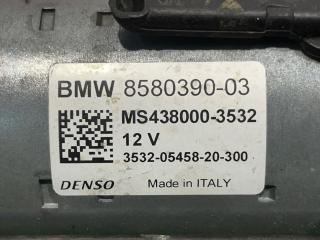 BMW 8580390-03
MS438000-3532
12 V
3532-05458-20-300
DENSO Made in ITALY